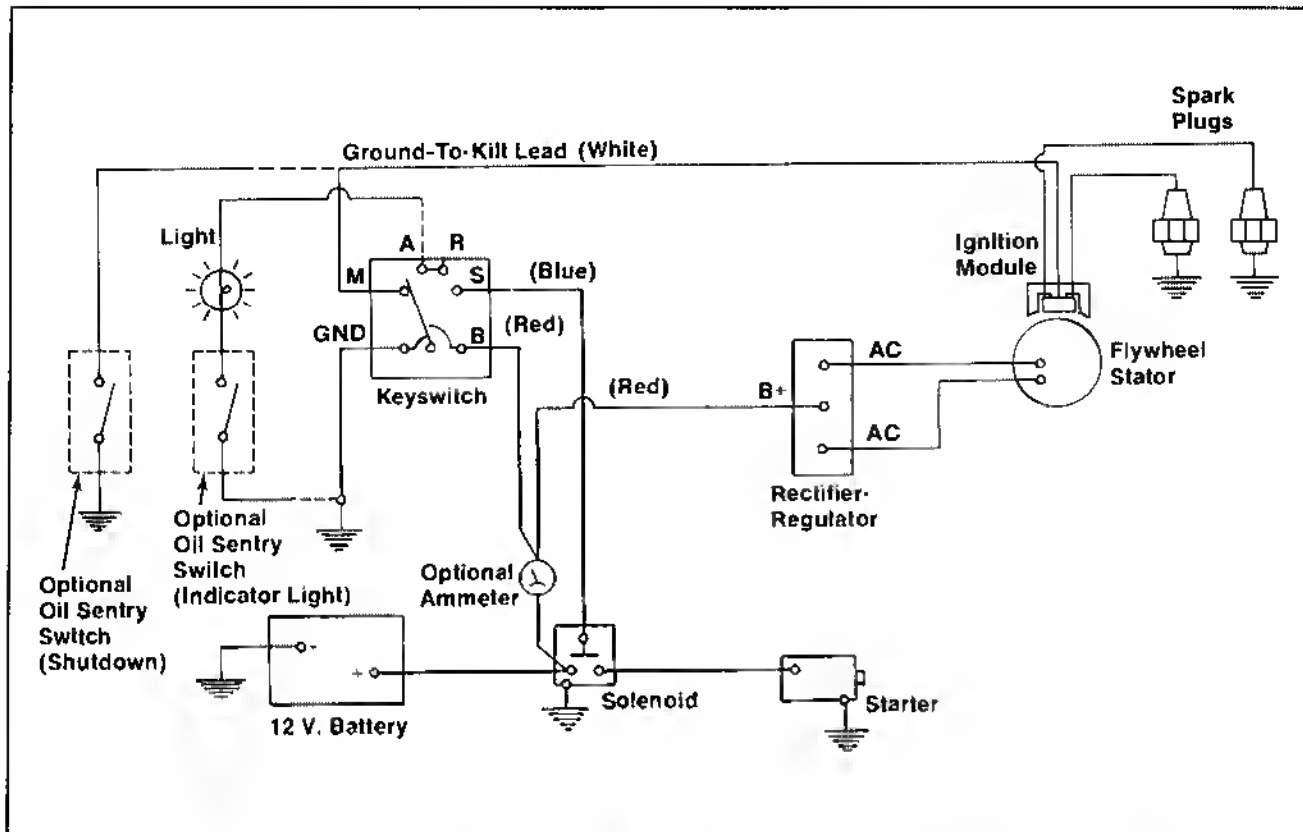 Spark
Plugs
Ground-To-Kill Lead (White)
Light
A
R
M
S
(Blue)
Ignition
Module
GND
B
(Red)
Keyswitch
(Red)
B+
AC
Flywheel
Stator
AC
Rectifier-
Regulator
Optional
Oil Sentry
Switch
(Indicator Light)
Optional
Oil Sentry
Switch
(Shutdown)
Optional
Ammeter
-
+
12 V. Battery
Solenoid
Starter